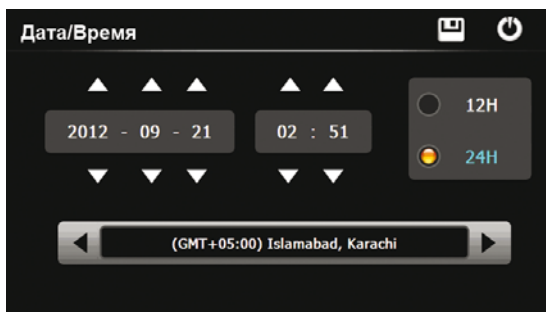 Дата/Время
2012 - 09 - 21
02 : 51
12H
24H
(GMT+05:00) Islamabad, Karachi